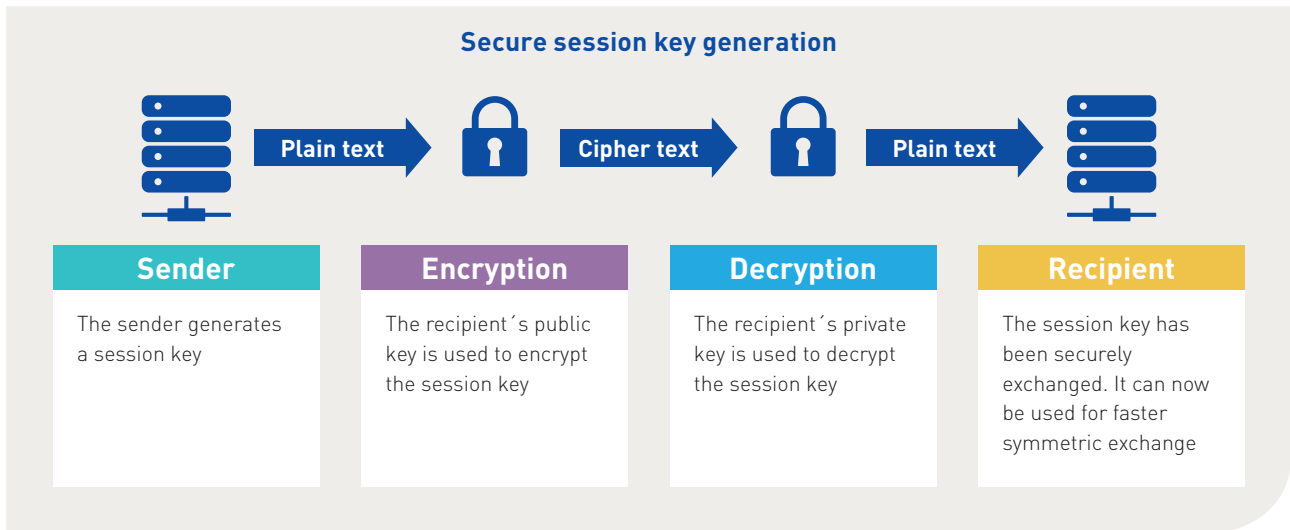 Secure session key generation
Plain text
Cipher text
Plain text
Sender
The sender generates
a session key
Encryption
The recipient´s public
key is used to encrypt
the session key
Decryption
The recipient´s private
key is used to decrypt
the session key
Recipient
The session key has
been securely
exchanged. It can now
be used for faster
symmetric exchange